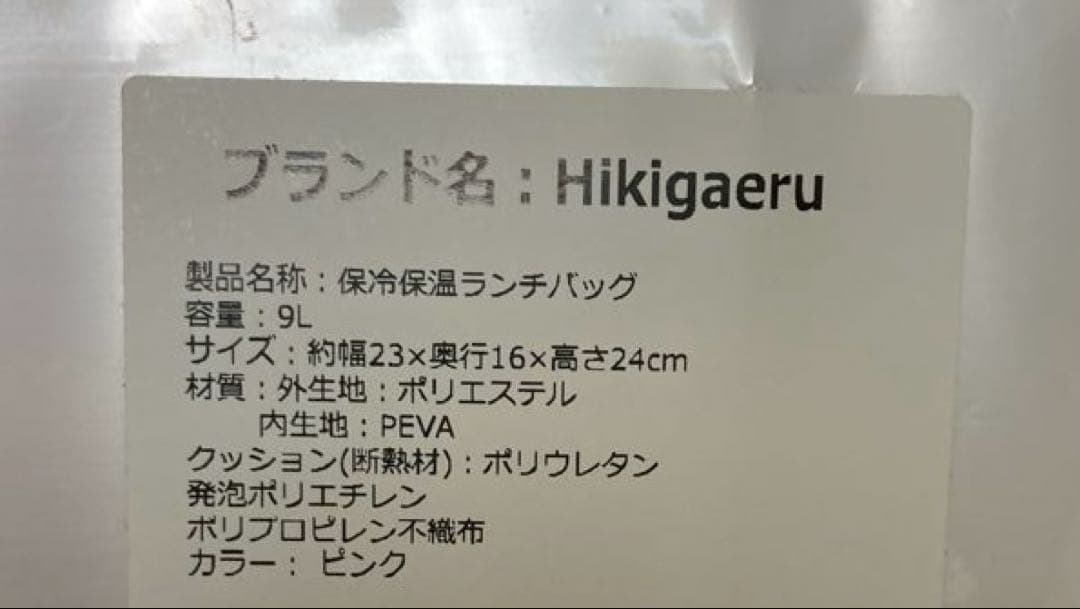 ブランド名：Hikigaeru
製品名称：保冷保温ランチバッグ
容量：9L
サイズ：約幅23×奥行16×高さ24cm
材質：外生地：ポリエステル
内生地：PEVA
クッション(断熱材)：ポリウレタン
発泡ポリエチレン
ポリプロピレン不織布
カラー： ピンク